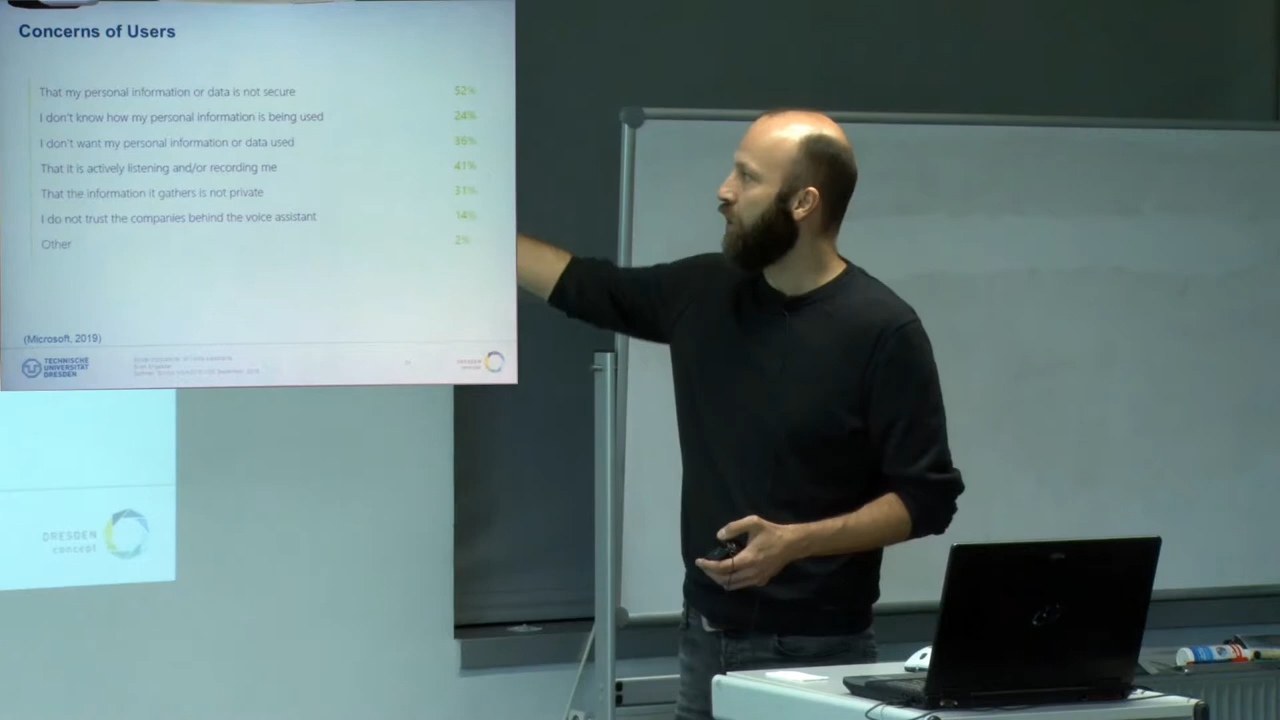 Concerns of Users
That my personal information or data is not secure 52%
I don't know how my personal information is being used 24%
I don't want my personal information or data used 36%
That it is actively listening and/or recording me 41%
That the information it gathers is not private 31%
I do not trust the companies behind the voice assistant 14%
Other 2%
(Microsoft, 2019)
TECHNISCHE
UNIVERSITÄT
DRESDEN
DRESDEN
concept
DRESDEN
concept